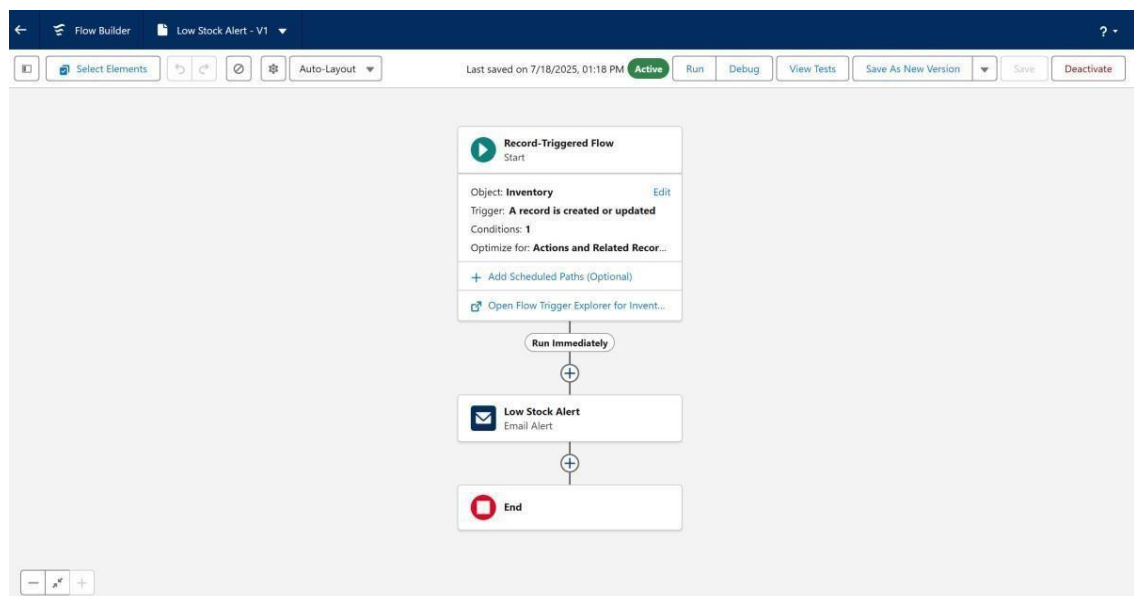 Flow Builder Low Stock Alert - V1 ?
Select Elements Auto-Layout Last saved on 7/18/2025, 01:18 PM Active Run Debug View Tests Save As New Version Save Deactivate
Record-Triggered Flow
Start
Object: Inventory Edit
Trigger: A record is created or updated
Conditions: 1
Optimize for: Actions and Related Recor...
+ Add Scheduled Paths (Optional)
Open Flow Trigger Explorer for Invent...
Run Immediately
Low Stock Alert
Email Alert
End